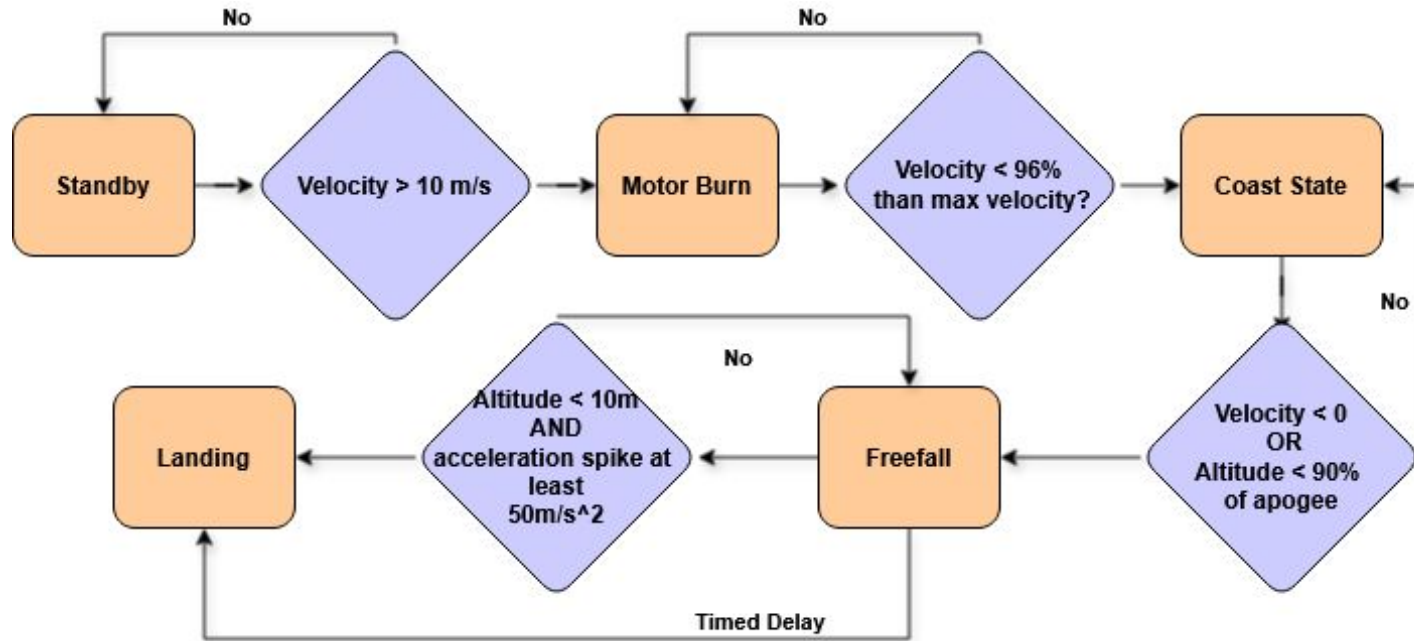 No
No
Standby
Velocity > 10 m/s
Motor Burn
Velocity < 96%
than max velocity?
Coast State
No
No
Landing
Altitude < 10m
AND
acceleration spike at
least
50m/s^2
Freefall
Velocity < 0
OR
Altitude < 90%
of apogee
Timed Delay